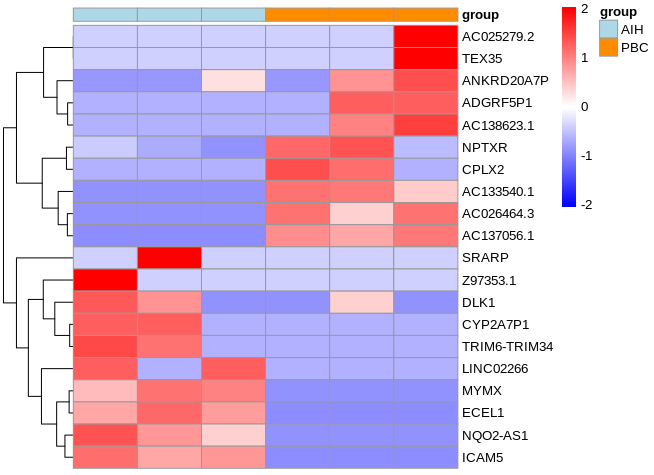 group
AC025279.2
TEX35
ANKRD20A7P
ADGRF5P1
AC138623.1
NPTXR
CPLX2
AC133540.1
AC026464.3
AC137056.1
SRARP
Z97353.1
DLK1
CYP2A7P1
TRIM6-TRIM34
LINC02266
MYMX
ECEL1
NQO2-AS1
ICAM5
2
1
0
-1
-2
group
AIH
PBC